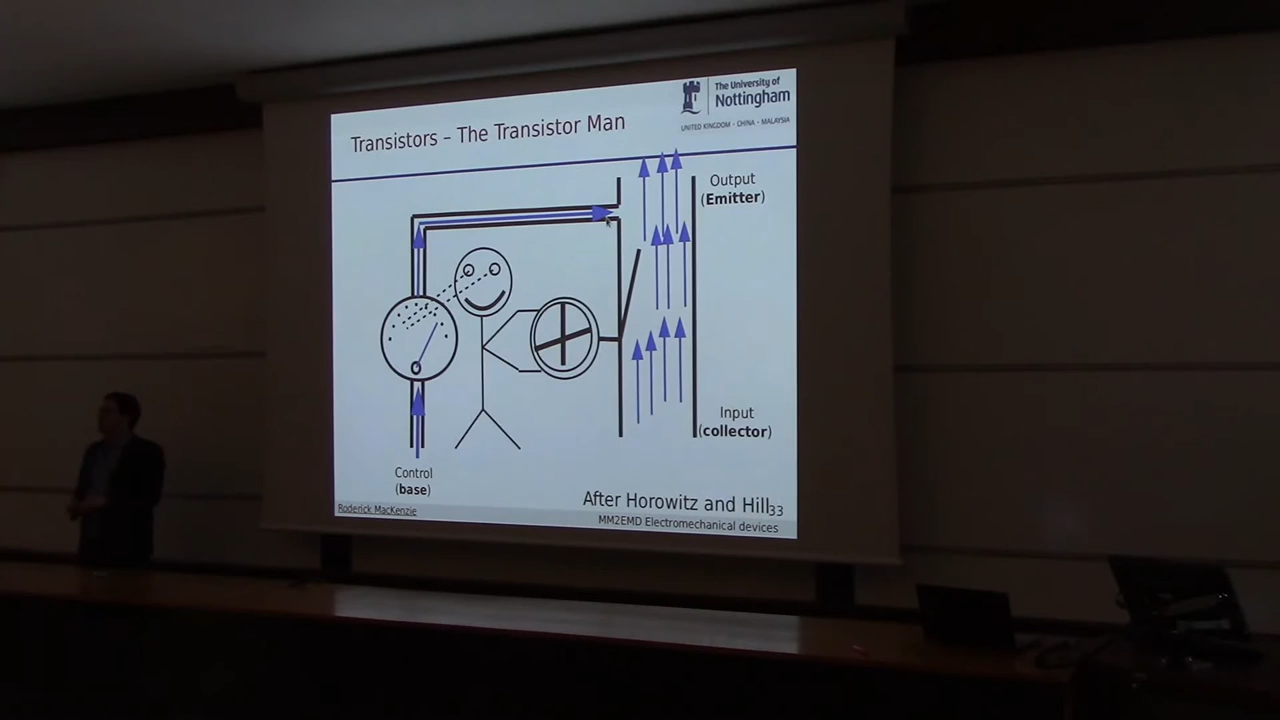 The University of
Nottingham
UNITED KINGDOM · CHINA · MALAYSIA
Transistors – The Transistor Man
Output
(Emitter)
Input
(collector)
Control
(base)
After Horowitz and Hill
33
Roderick MacKenzie
MM2EMD Electromechanical devices